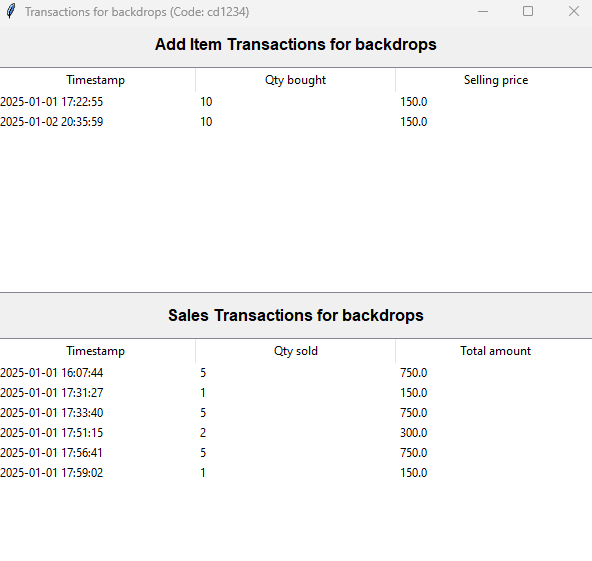 Transactions for backdrops (Code: cd1234)
Add Item Transactions for backdrops
Timestamp Qty bought Selling price
2025-01-01 17:22:55 10 150.0
2025-01-02 20:35:59 10 150.0
Sales Transactions for backdrops
Timestamp Qty sold Total amount
2025-01-01 16:07:44 5 750.0
2025-01-01 17:31:27 1 150.0
2025-01-01 17:33:40 5 750.0
2025-01-01 17:51:15 2 300.0
2025-01-01 17:56:41 5 750.0
2025-01-01 17:59:02 1 150.0